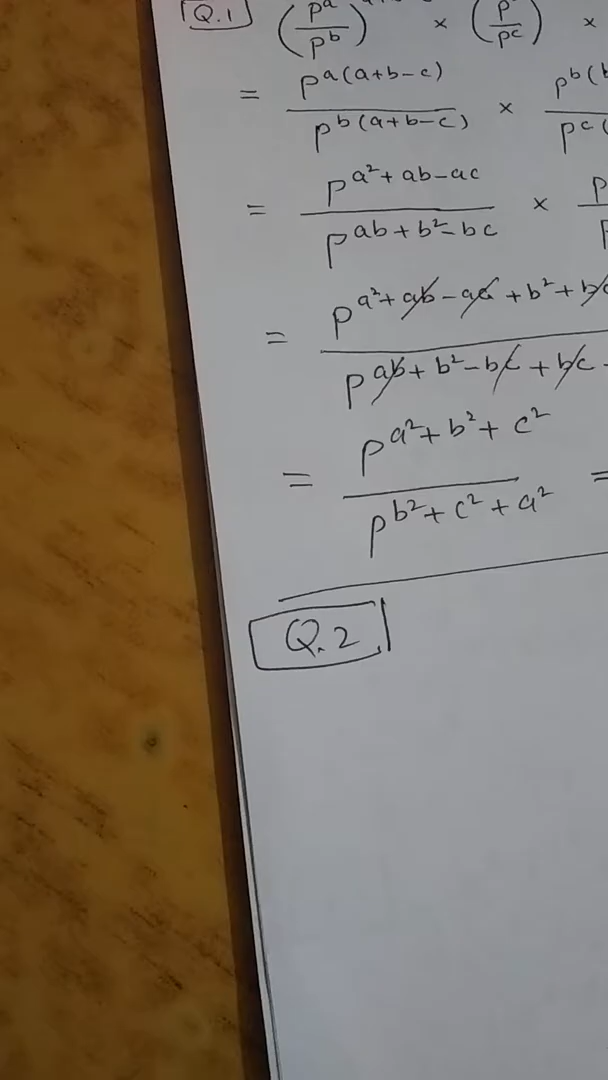 Q.1 (p^a/p^b) × (p/p^c) ×
= p^a(a+b-c) / p^b(a+b-c) × p^b( / p^c(
= p^a²+ab-ac / p^ab+b²-bc × p
= p^a²+ab-ac+b²+bc / p^ab+b²-bc+bc-
= p^a²+b²+c² / p^b²+c²+a² =
Q.2